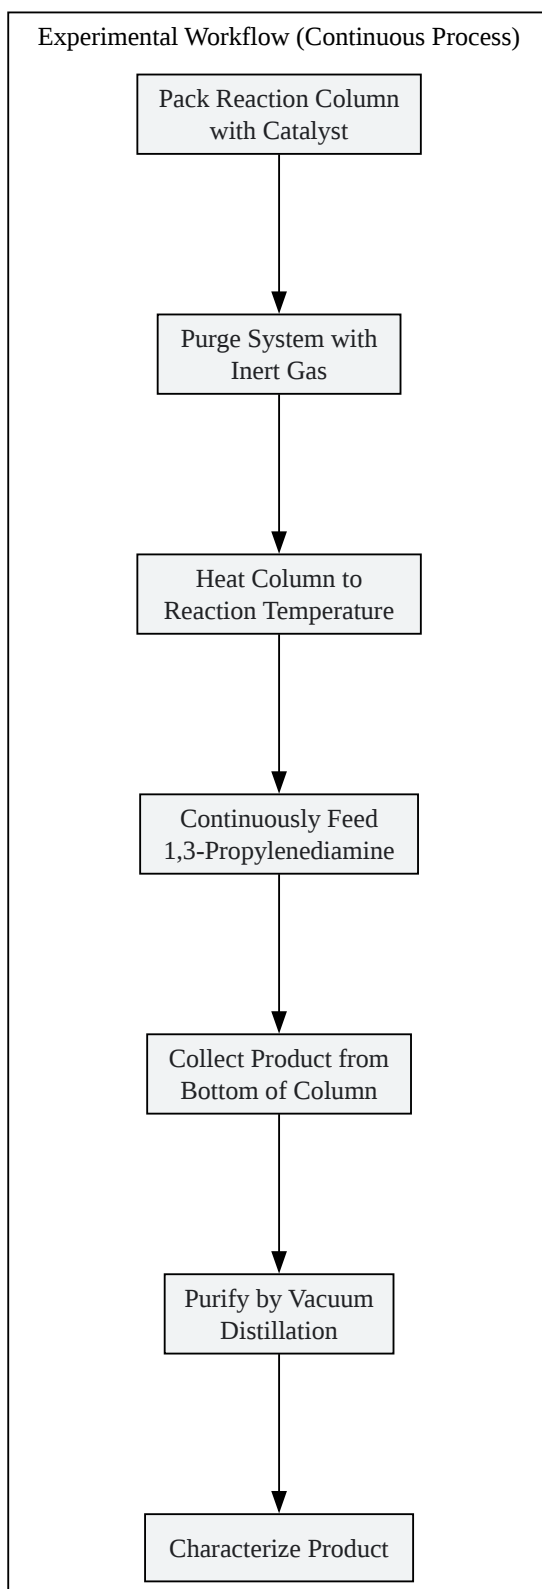 Experimental Workflow (Continuous Process)
Pack Reaction Column
with Catalyst
Purge System with
Inert Gas
Heat Column to
Reaction Temperature
Continuously Feed
1,3-Propylenediamine
Collect Product from
Bottom of Column
Purify by Vacuum
Distillation
Characterize Product